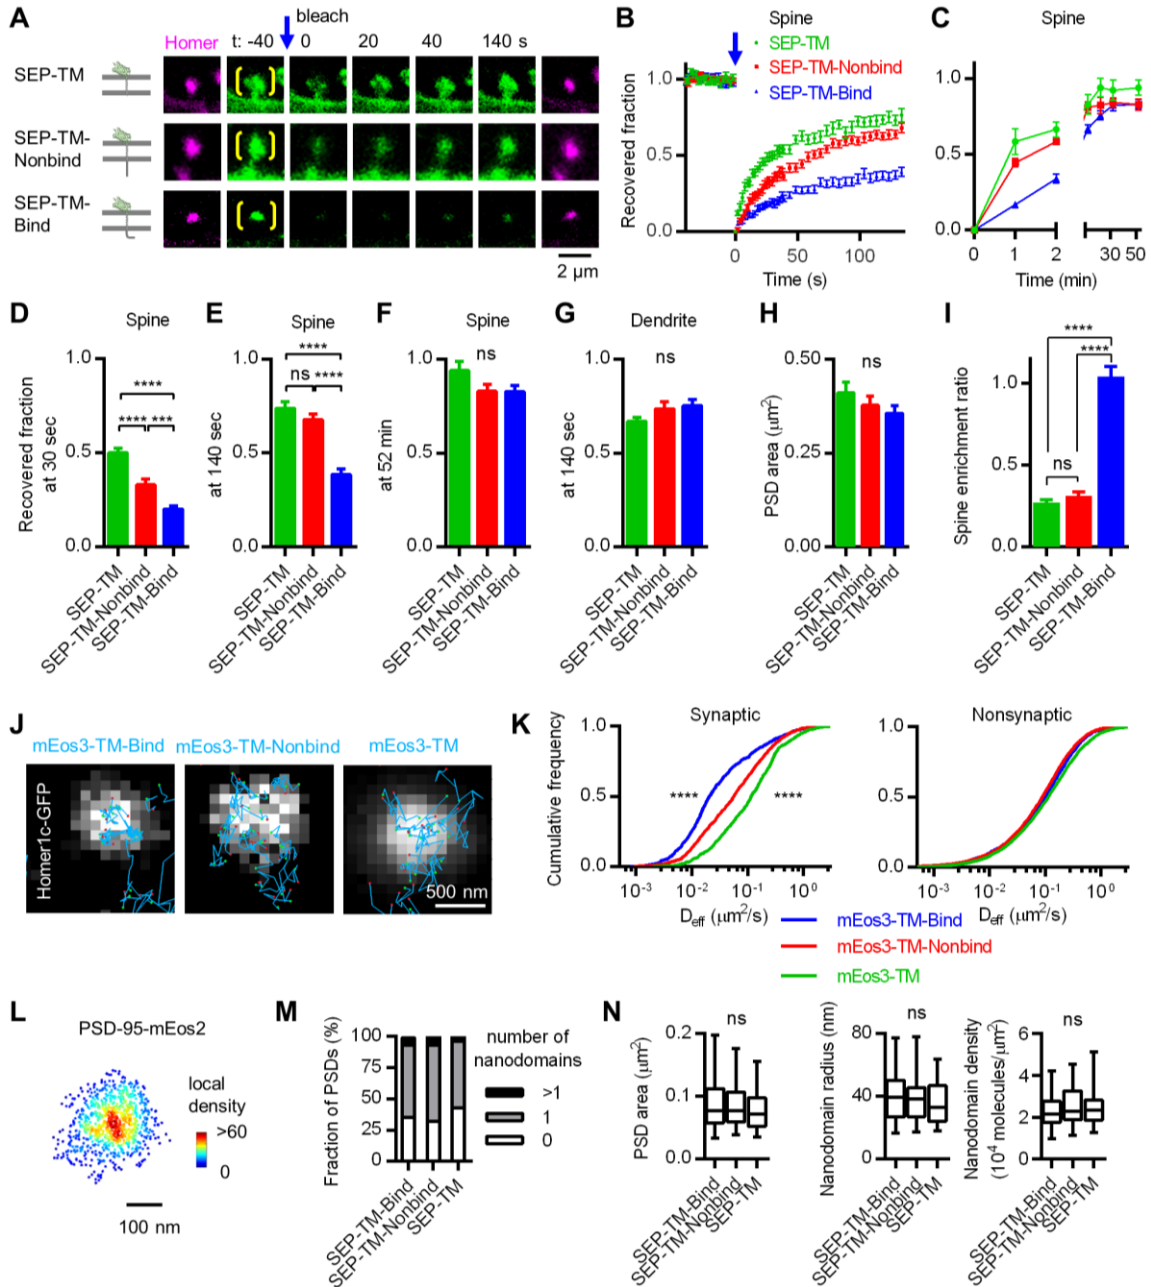 A
bleach
Homer t: -40 0 20 40 140 s
SEP-TM
SEP-TM-
Nonbind
SEP-TM-
Bind
2 μm
B
Spine
SEP-TM
SEP-TM-Nonbind
SEP-TM-Bind
Recovered fraction
1.0
0.5
0.0
0 50 100
Time (s)
C
Spine
1.0
0.5
0.0
0 1 2 30 50
Time (min)
D
Spine
Recovered fraction
at 30 sec
1.0
0.5
0.0
****
**** ***
SEP-TM
SEP-TM-Nonbind
SEP-TM-Bind
E
Spine
at 140 sec
1.0
0.5
0.0
****
ns ****
SEP-TM
SEP-TM-Nonbind
SEP-TM-Bind
F
Spine
at 52 min
1.0
0.5
0.0
ns
SEP-TM
SEP-TM-Nonbind
SEP-TM-Bind
G
Dendrite
at 140 sec
1.0
0.5
0.0
ns
SEP-TM
SEP-TM-Nonbind
SEP-TM-Bind
H
PSD area (μm²)
0.50
0.25
0.00
ns
SEP-TM
SEP-TM-Nonbind
SEP-TM-Bind
I
Spine enrichment ratio
1.0
0.5
0.0
****
****
ns
SEP-TM
SEP-TM-Nonbind
SEP-TM-Bind
J
mEos3-TM-Bind mEos3-TM-Nonbind mEos3-TM
Homer1c-GFP
500 nm
K
Synaptic
Cumulative frequency
1.0
0.5
0.0
**** ****
10⁻³ 10⁻² 10⁻¹ 10⁰
Deff (μm²/s)
Nonsynaptic
1.0
0.5
0.0
10⁻³ 10⁻² 10⁻¹ 10⁰
Deff (μm²/s)
mEos3-TM-Bind
mEos3-TM-Nonbind
mEos3-TM
L
PSD-95-mEos2
local
density
>60
0
100 nm
M
Fraction of PSDs (%)
100
75
50
25
0
SEP-TM-Bind
SEP-TM-Nonbind
SEP-TM
number of
nanodomains
>1
1
0
N
PSD area (μm²)
0.2
0.1
0.0
ns
SEP-TM-Bind
SEP-TM-Nonbind
SEP-TM
Nanodomain radius (nm)
80
40
0
ns
SEP-TM-Bind
SEP-TM-Nonbind
SEP-TM
Nanodomain density
(10⁴ molecules/μm²)
6
4
2
0
ns
SEP-TM-Bind
SEP-TM-Nonbind
SEP-TM